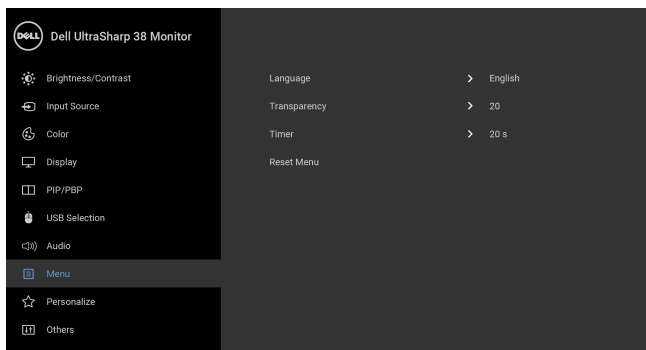 DELL Dell UltraSharp 38 Monitor
Brightness/Contrast
Input Source
Color
Display
PIP/PBP
USB Selection
Audio
Menu
Personalize
Others
Language > English
Transparency > 20
Timer > 20 s
Reset Menu